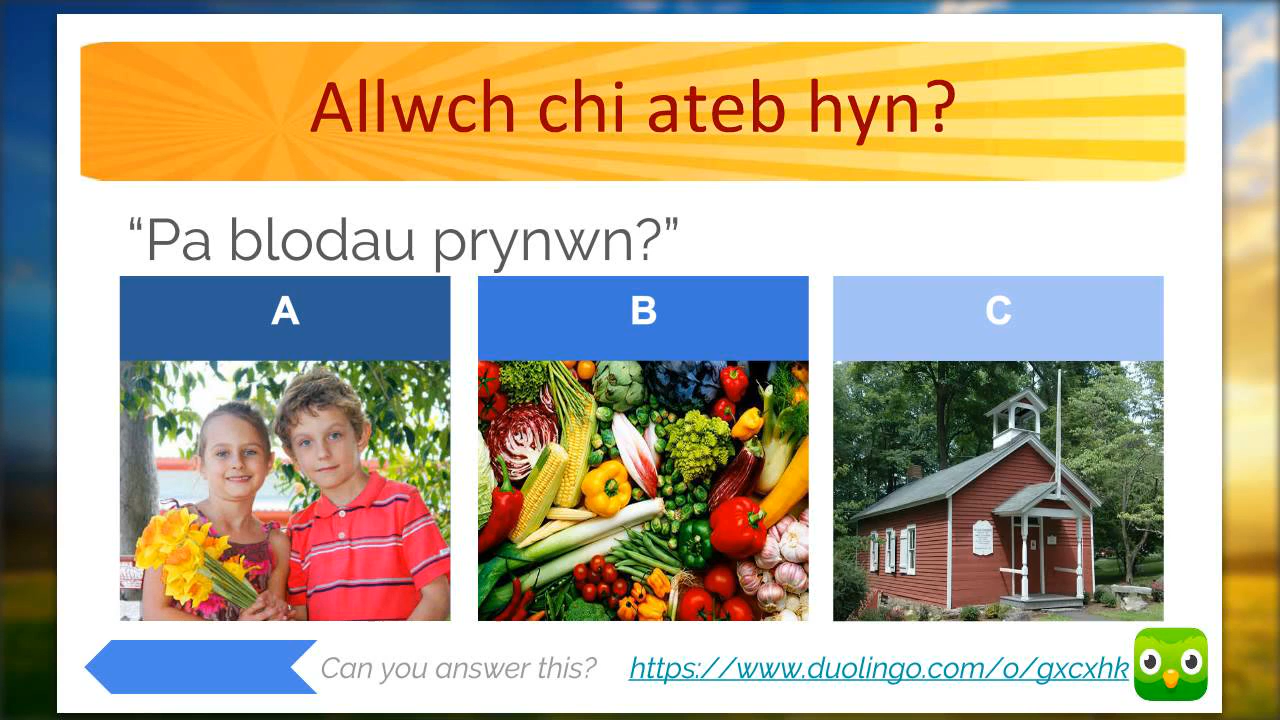 Allwch chi ateb hyn?
“Pa blodau prynwn?”
A
B
C
Can you answer this? https://www.duolingo.com/o/gxcxhk